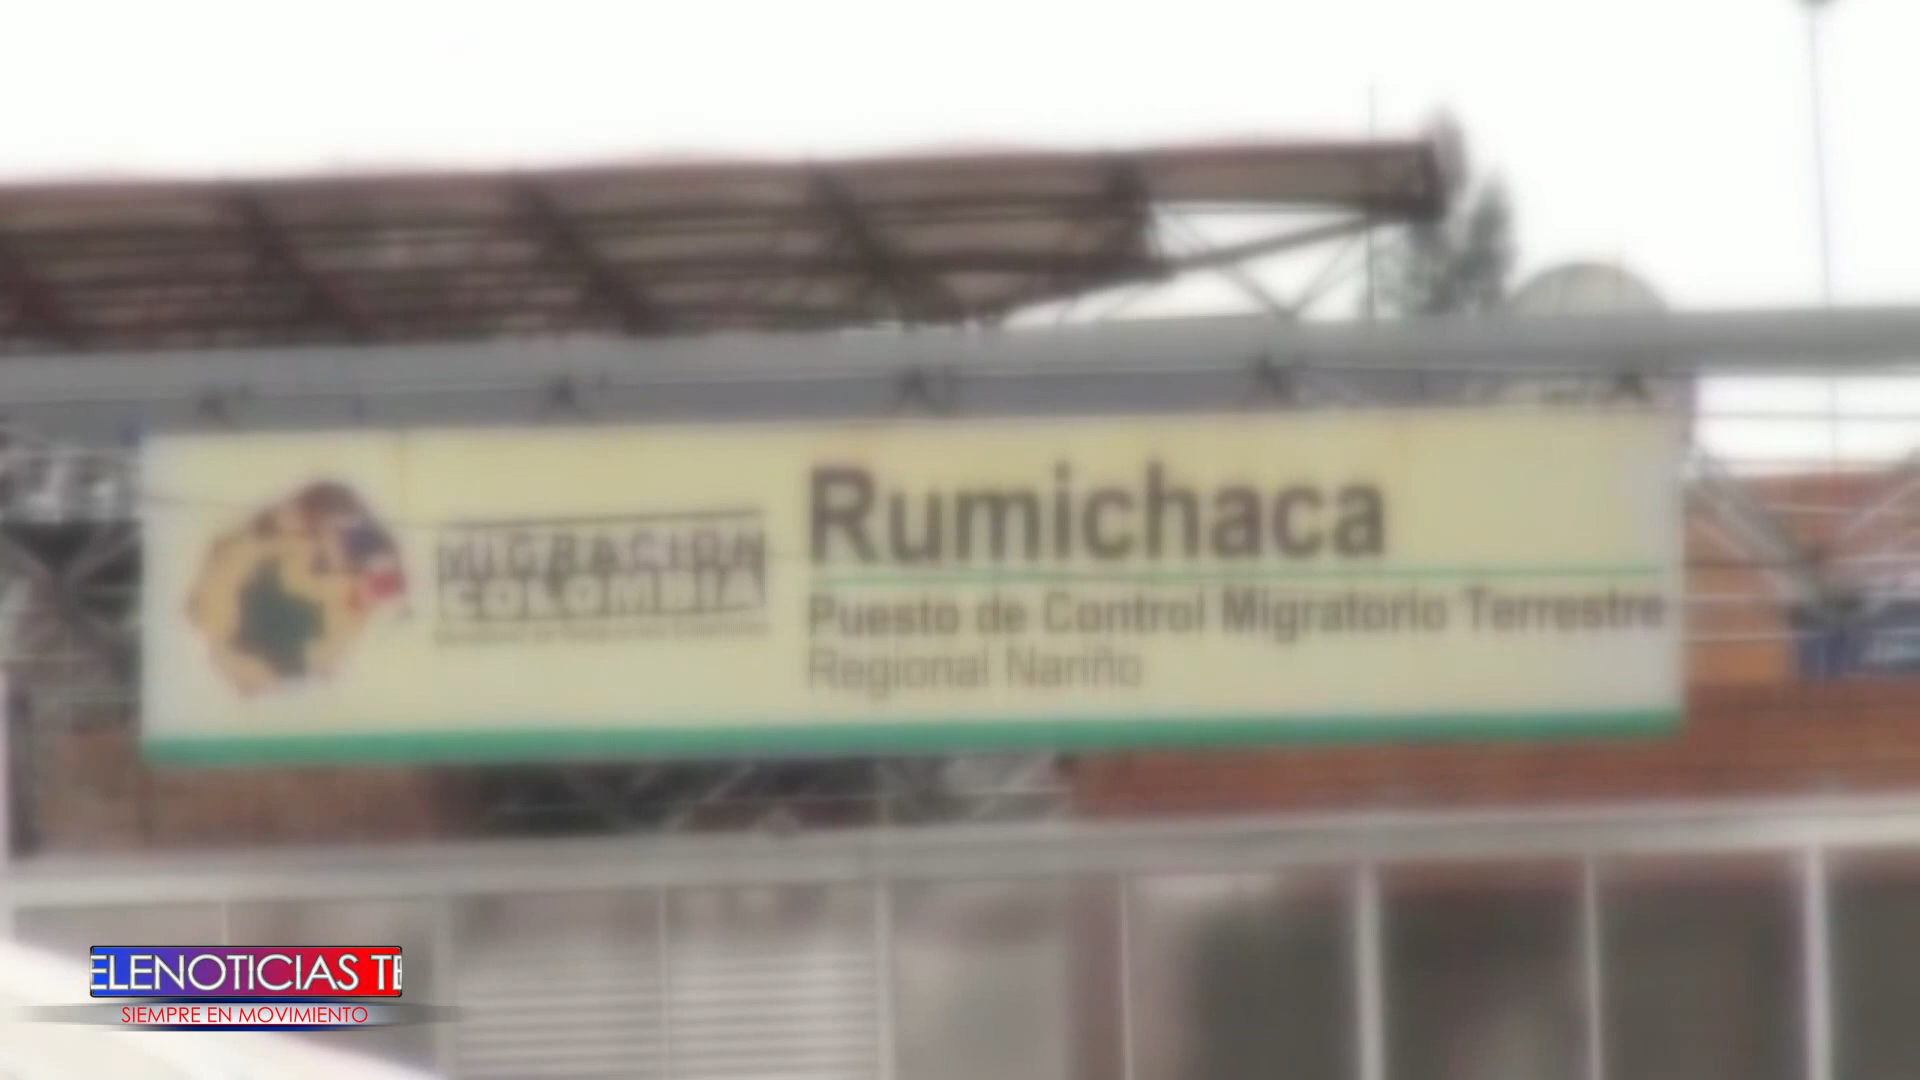 Rumichaca
MIGRACIÓN
COLOMBIA
Puesto de Control Migratorio Terrestre
Regional Nariño
ELENOTICIAS TE
SIEMPRE EN MOVIMIENTO